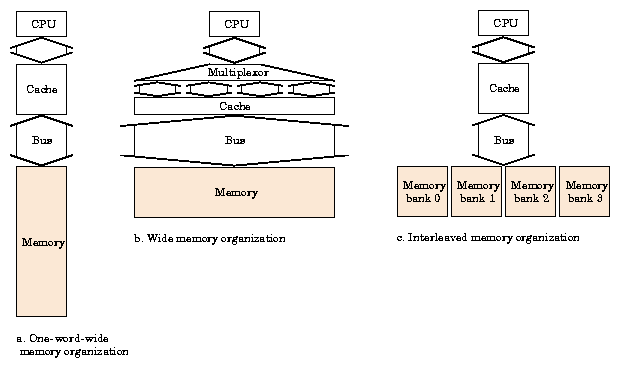 CPU
Cache
Bus
Memory
a. One-word-wide
memory organization
CPU
Multiplexor
Cache
Bus
Memory
b. Wide memory organization
CPU
Cache
Bus
Memory
bank 0
Memory
bank 1
Memory
bank 2
Memory
bank 3
c. Interleaved memory organization